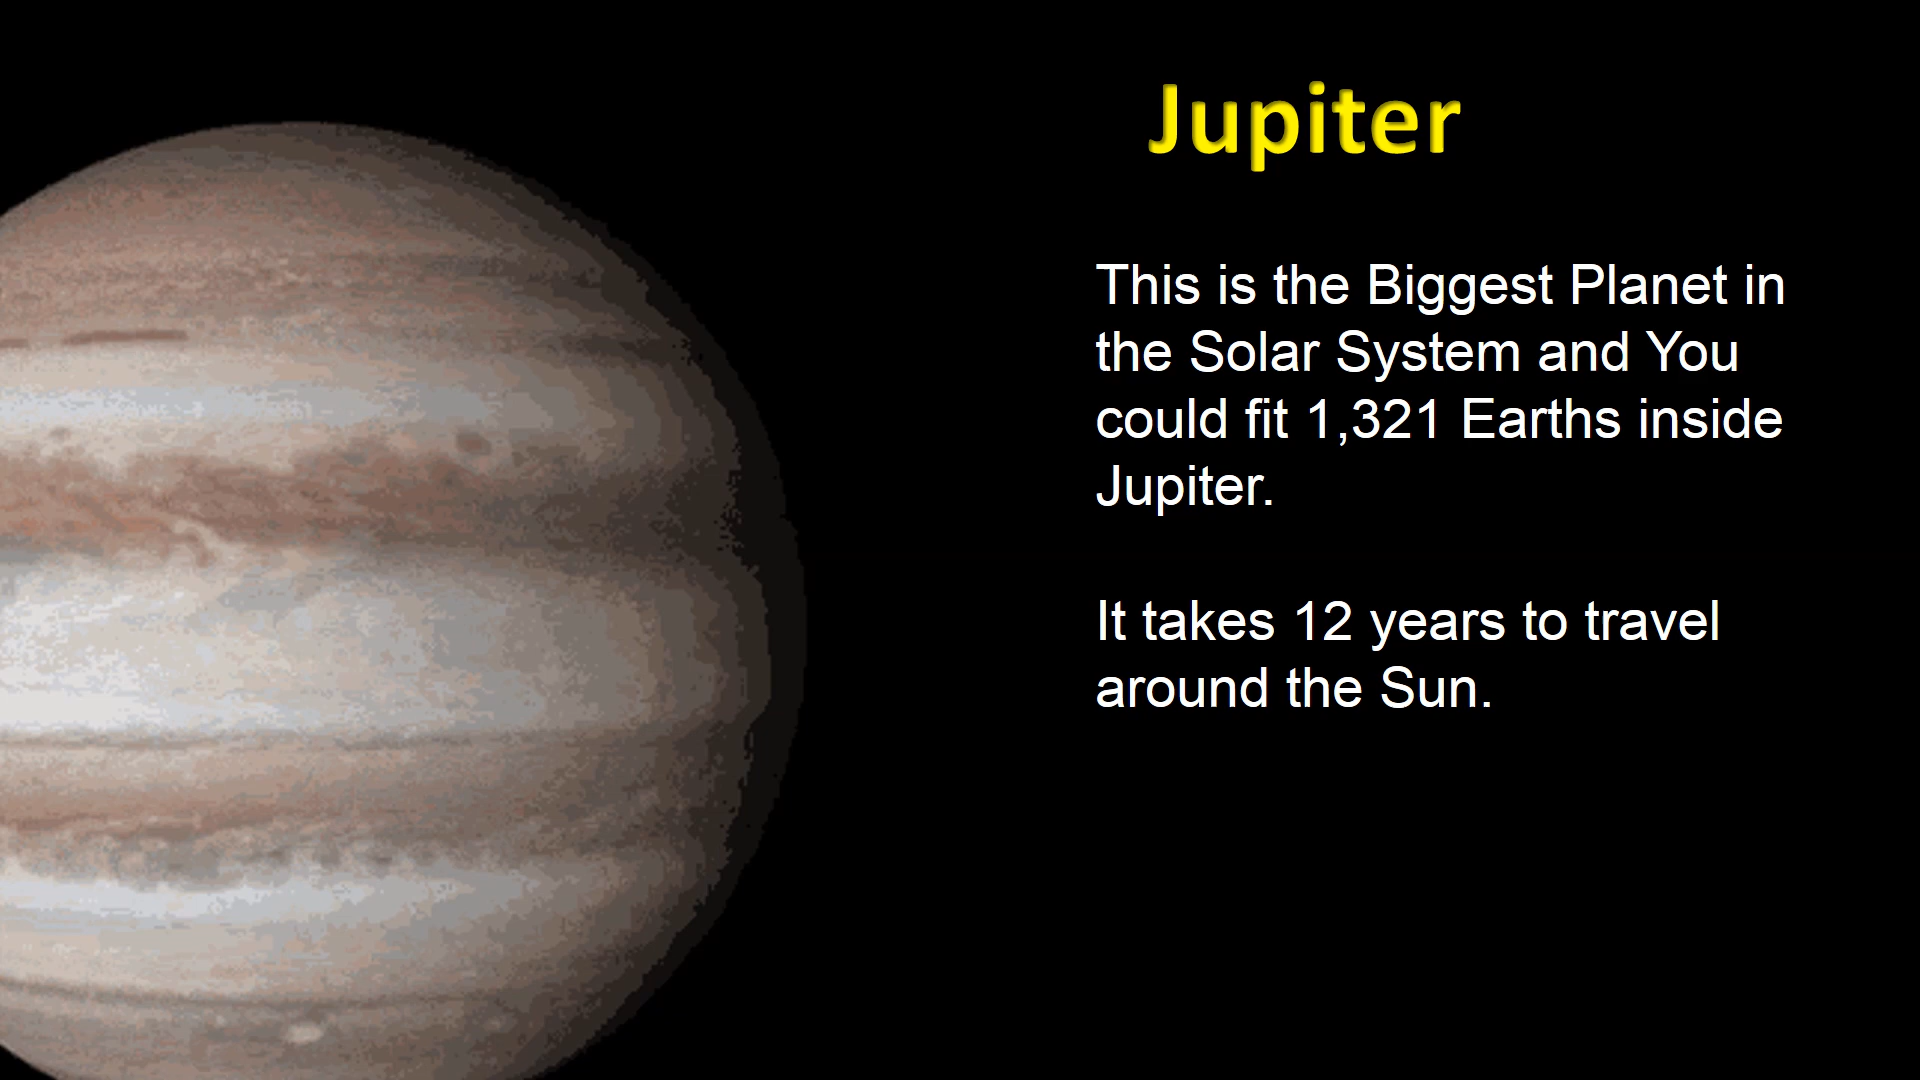 Jupiter
This is the Biggest Planet in
the Solar System and You
could fit 1,321 Earths inside
Jupiter.
It takes 12 years to travel
around the Sun.